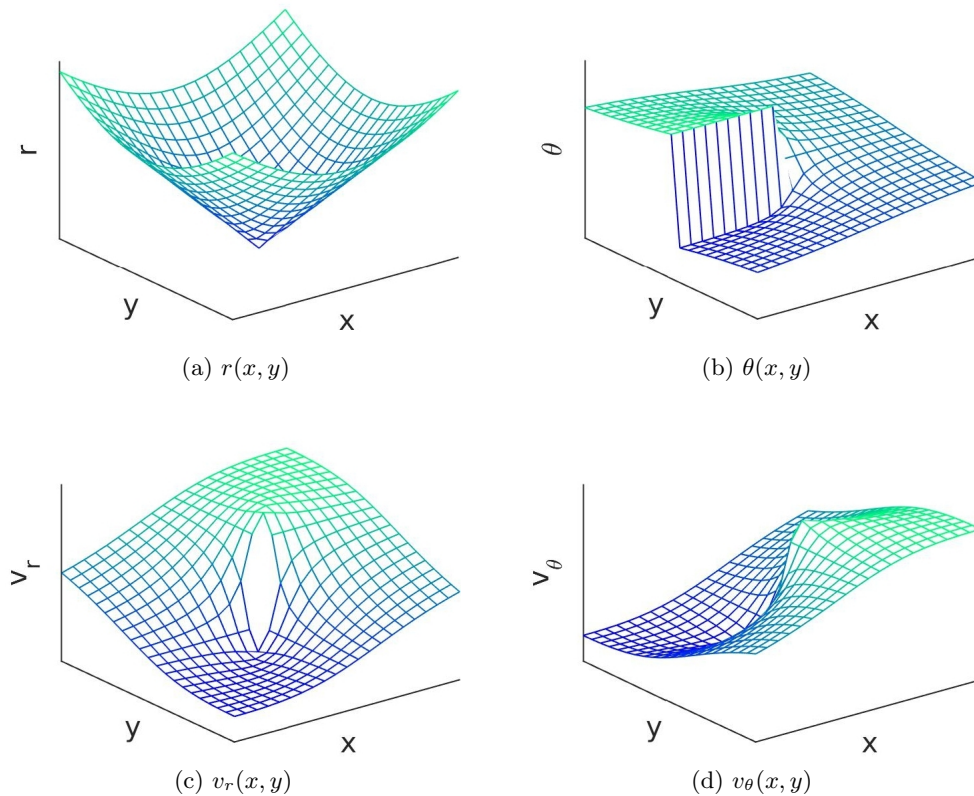 r
θ
y
x
y
x
(a) r(x, y)
(b) θ(x, y)
v_r
v_θ
y
x
y
x
(c) v_r(x, y)
(d) v_θ(x, y)